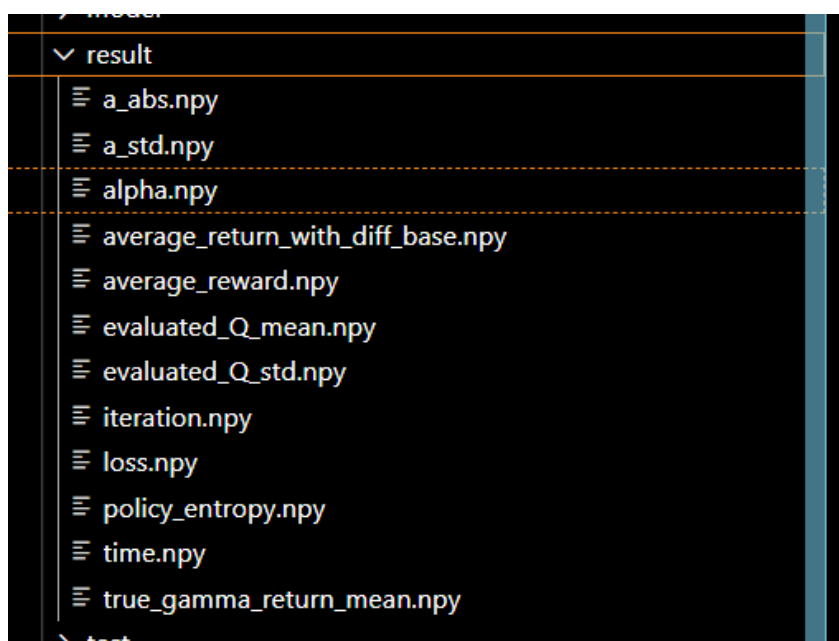 model
result
a_abs.npy
a_std.npy
alpha.npy
average_return_with_diff_base.npy
average_reward.npy
evaluated_Q_mean.npy
evaluated_Q_std.npy
iteration.npy
loss.npy
policy_entropy.npy
time.npy
true_gamma_return_mean.npy